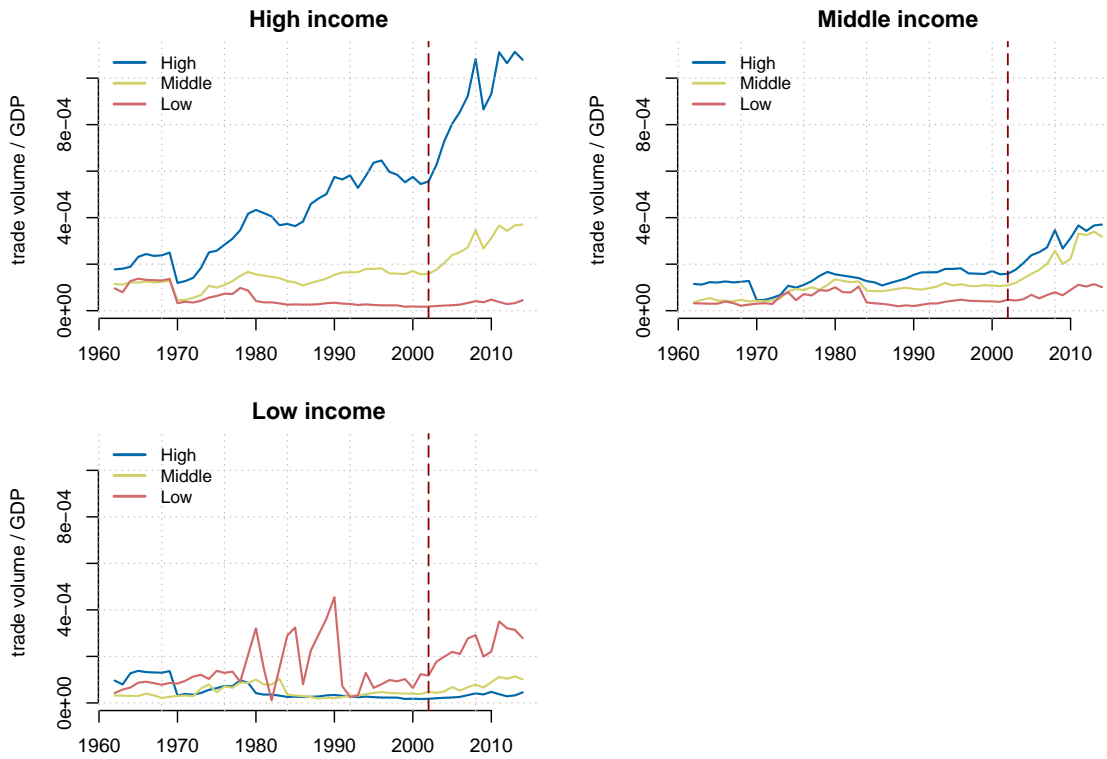 High income
High
Middle
Low
trade volume / GDP
0e+00 4e−04 8e−04
1960 1970 1980 1990 2000 2010
Middle income
High
Middle
Low
trade volume / GDP
0e+00 4e−04 8e−04
1960 1970 1980 1990 2000 2010
Low income
High
Middle
Low
trade volume / GDP
0e+00 4e−04 8e−04
1960 1970 1980 1990 2000 2010